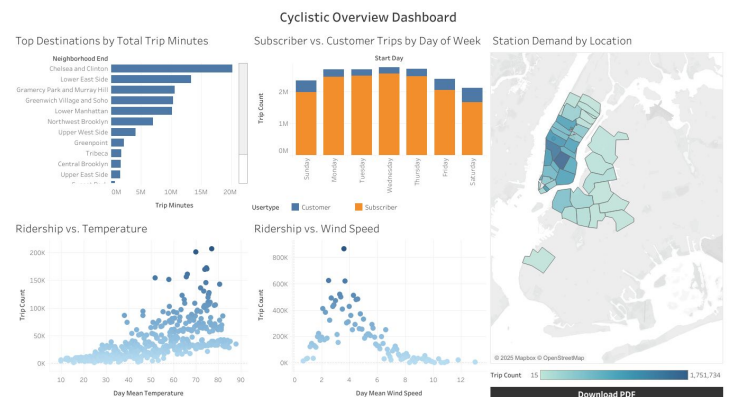 Cyclistic Overview Dashboard
Top Destinations by Total Trip Minutes
Neighborhood End
Chelsea and Clinton
Lower East Side
Gramercy Park and Murray Hill
Greenwich Village and Soho
Lower Manhattan
Northwest Brooklyn
Upper West Side
Greenpoint
Tribeca
Central Brooklyn
Upper East Side
0M 5M 10M 15M 20M
Trip Minutes
Subscriber vs. Customer Trips by Day of Week
Start Day
Trip Count
2M
1M
0M
Sunday
Monday
Tuesday
Wednesday
Thursday
Friday
Saturday
Usertype Customer Subscriber
Station Demand by Location
© 2025 Mapbox © OpenStreetMap
Trip Count 15 1,751,734
Download PDF
Ridership vs. Temperature
Trip Count
200K
150K
100K
50K
0K
10 20 30 40 50 60 70 80 90
Day Mean Temperature
Ridership vs. Wind Speed
Trip Count
800K
600K
400K
200K
0K
0 2 4 6 8 10 12
Day Mean Wind Speed